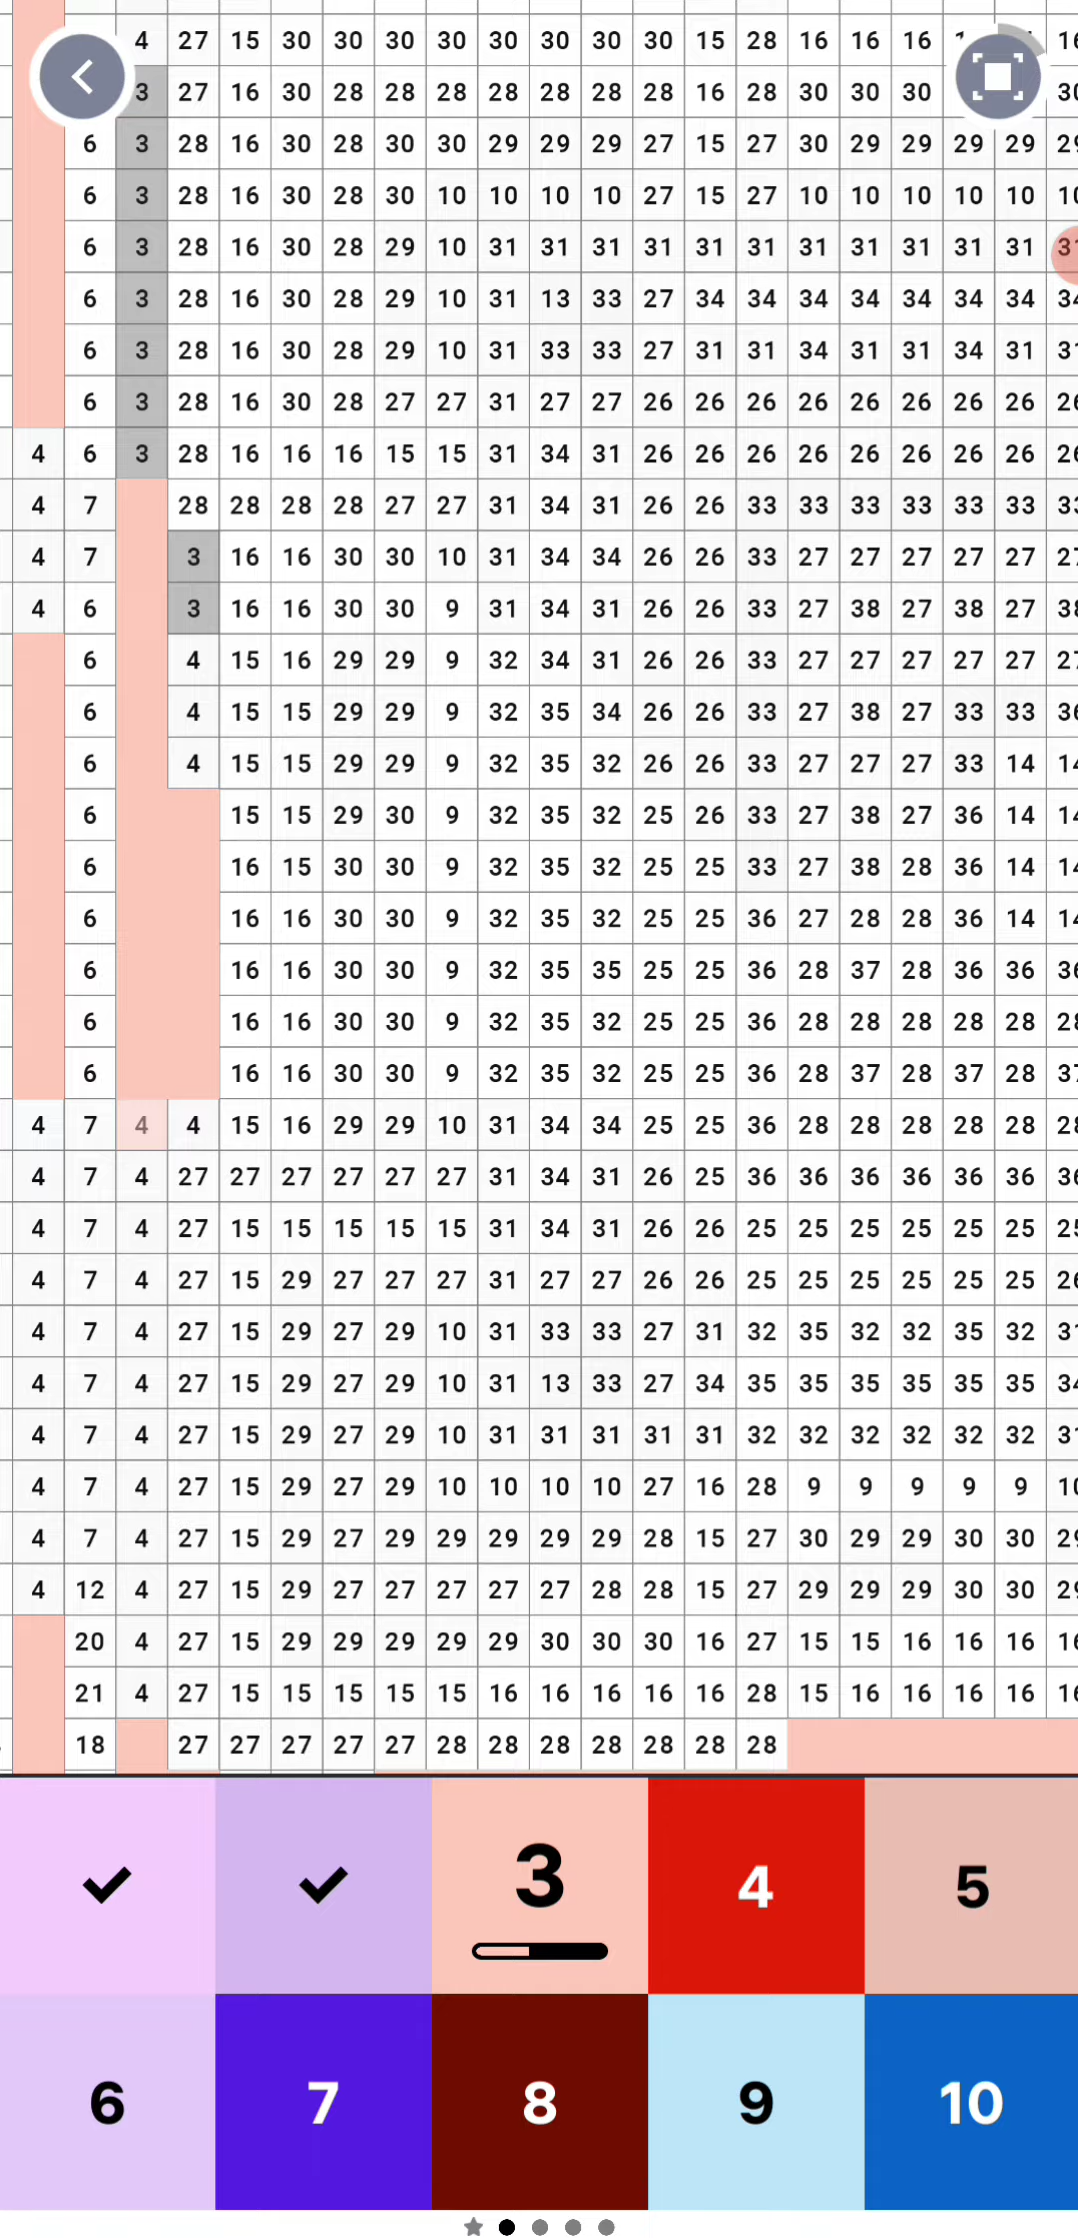 4 27 15 30 30 30 30 30 30 30 30 15 28 16 16 16
3 27 16 30 28 28 28 28 28 28 28 16 28 30 30 30
6 3 28 16 30 28 30 30 29 29 29 27 15 27 30 29 29 29 29 29
6 3 28 16 30 28 30 10 10 10 10 27 15 27 10 10 10 10 10 10
6 3 28 16 30 28 29 10 31 31 31 31 31 31 31 31 31 31 31 31
6 3 28 16 30 28 29 10 31 13 33 27 34 34 34 34 34 34 34 34
6 3 28 16 30 28 29 10 31 33 33 27 31 31 34 31 31 34 31 31
6 3 28 16 30 28 27 27 31 27 27 26 26 26 26 26 26 26 26 26
4 6 3 28 16 16 16 15 15 31 34 31 26 26 26 26 26 26 26 26 26
4 7 28 28 28 28 27 27 31 34 31 26 26 33 33 33 33 33 33 33
4 7 3 16 16 30 30 10 31 34 34 26 26 33 27 27 27 27 27 27
4 6 3 16 16 30 30 9 31 34 31 26 26 33 27 38 27 38 27 38
6 4 15 16 29 29 9 32 34 31 26 26 33 27 27 27 27 27 27
6 4 15 15 29 29 9 32 35 34 26 26 33 27 38 27 33 33 36
6 4 15 15 29 29 9 32 35 32 26 26 33 27 27 27 33 14 14
6 15 15 29 30 9 32 35 32 25 26 33 27 38 27 36 14 14
6 16 15 30 30 9 32 35 32 25 25 33 27 38 28 36 14 14
6 16 16 30 30 9 32 35 32 25 25 36 27 28 28 36 14 14
6 16 16 30 30 9 32 35 35 25 25 36 28 37 28 36 36 36
6 16 16 30 30 9 32 35 32 25 25 36 28 28 28 28 28 28
6 16 16 30 30 9 32 35 32 25 25 36 28 37 28 37 28 37
4 7 4 4 15 16 29 29 10 31 34 34 25 25 36 28 28 28 28 28 28
4 7 4 27 27 27 27 27 27 31 34 31 26 25 36 36 36 36 36 36 36
4 7 4 27 15 15 15 15 15 31 34 31 26 26 25 25 25 25 25 25 25
4 7 4 27 15 29 27 27 27 31 27 27 26 26 25 25 25 25 25 25 26
4 7 4 27 15 29 27 29 10 31 33 33 27 31 32 35 32 32 35 32 31
4 7 4 27 15 29 27 29 10 31 13 33 27 34 35 35 35 35 35 35 34
4 7 4 27 15 29 27 29 10 31 31 31 31 31 32 32 32 32 32 32 31
4 7 4 27 15 29 27 29 10 10 10 10 27 16 28 9 9 9 9 9 10
4 7 4 27 15 29 27 29 29 29 29 29 28 15 27 30 29 29 30 30 29
4 12 4 27 15 29 27 27 27 27 27 28 28 15 27 29 29 29 30 30 29
20 4 27 15 29 29 29 29 29 30 30 30 16 27 15 15 16 16 16 16
21 4 27 15 15 15 15 15 16 16 16 16 16 28 15 16 16 16 16 16
18 27 27 27 27 27 28 28 28 28 28 28 28
3 4 5
6 7 8 9 10